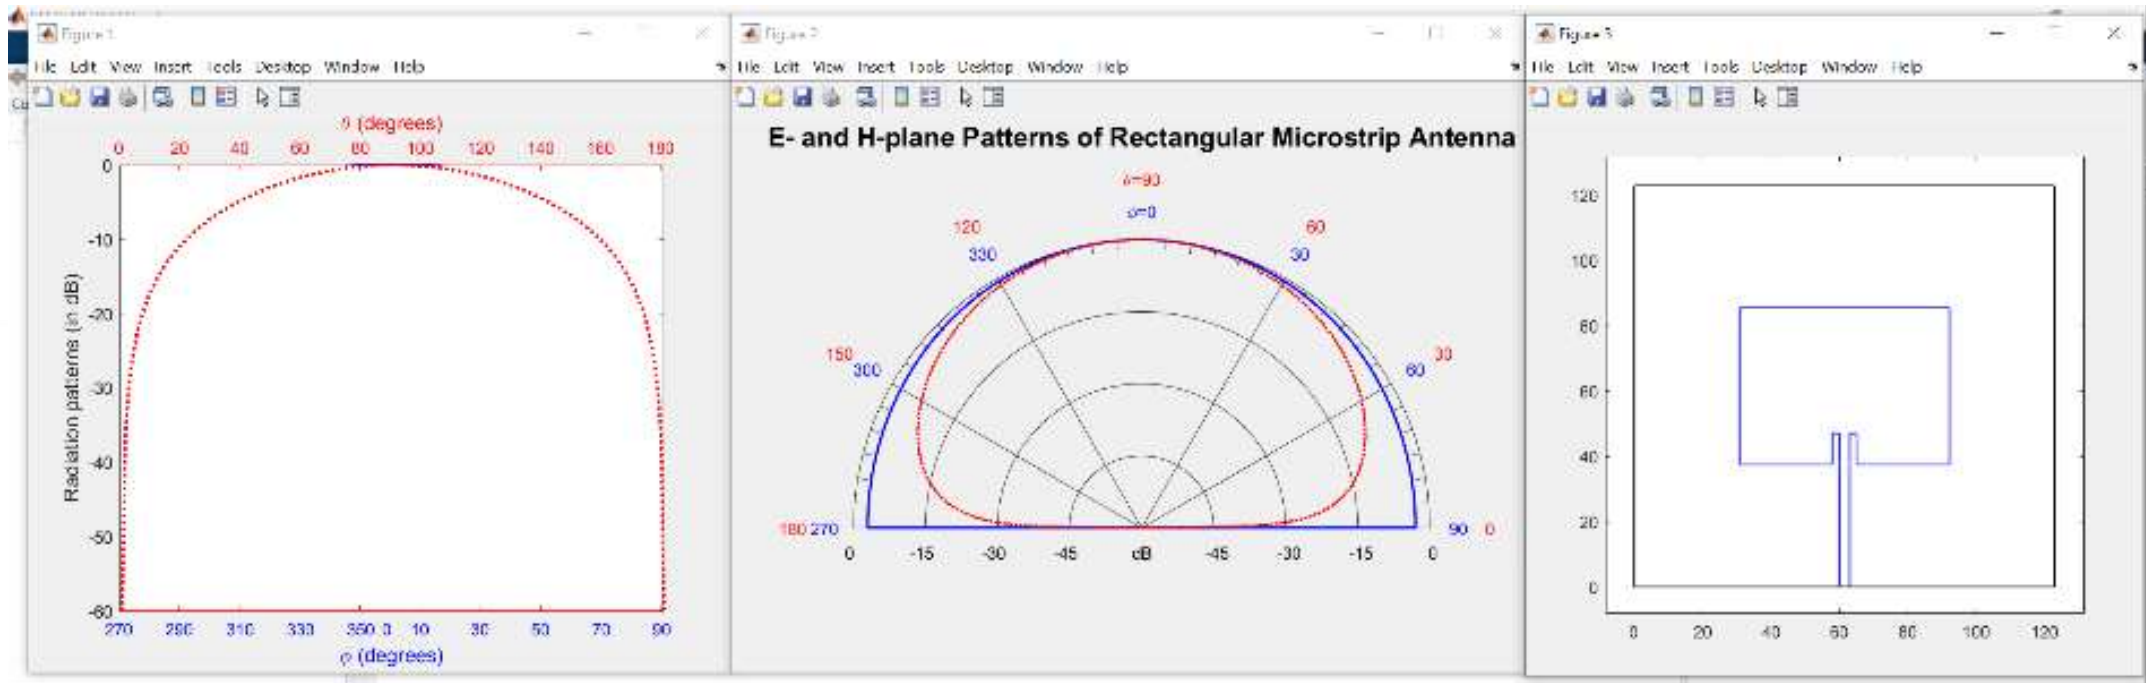 Figure 1
File Edit View Insert Tools Desktop Window Help
θ (degrees)
0 20 40 60 80 100 120 140 160 180
0
-10
-20
-30
-40
-50
-60
Radiation patterns (in dB)
270 290 310 330 350 0 10 30 50 70 90
φ (degrees)
Figure 2
File Edit View Insert Tools Desktop Window Help
E- and H-plane Patterns of Rectangular Microstrip Antenna
θ=90
φ=0
120 60
330 30
150 30
300 60
180 270 90 0
0 -15 -30 -45 dB -45 -30 -15 0
Figure 3
File Edit View Insert Tools Desktop Window Help
120
100
80
60
40
20
0
0 20 40 60 80 100 120